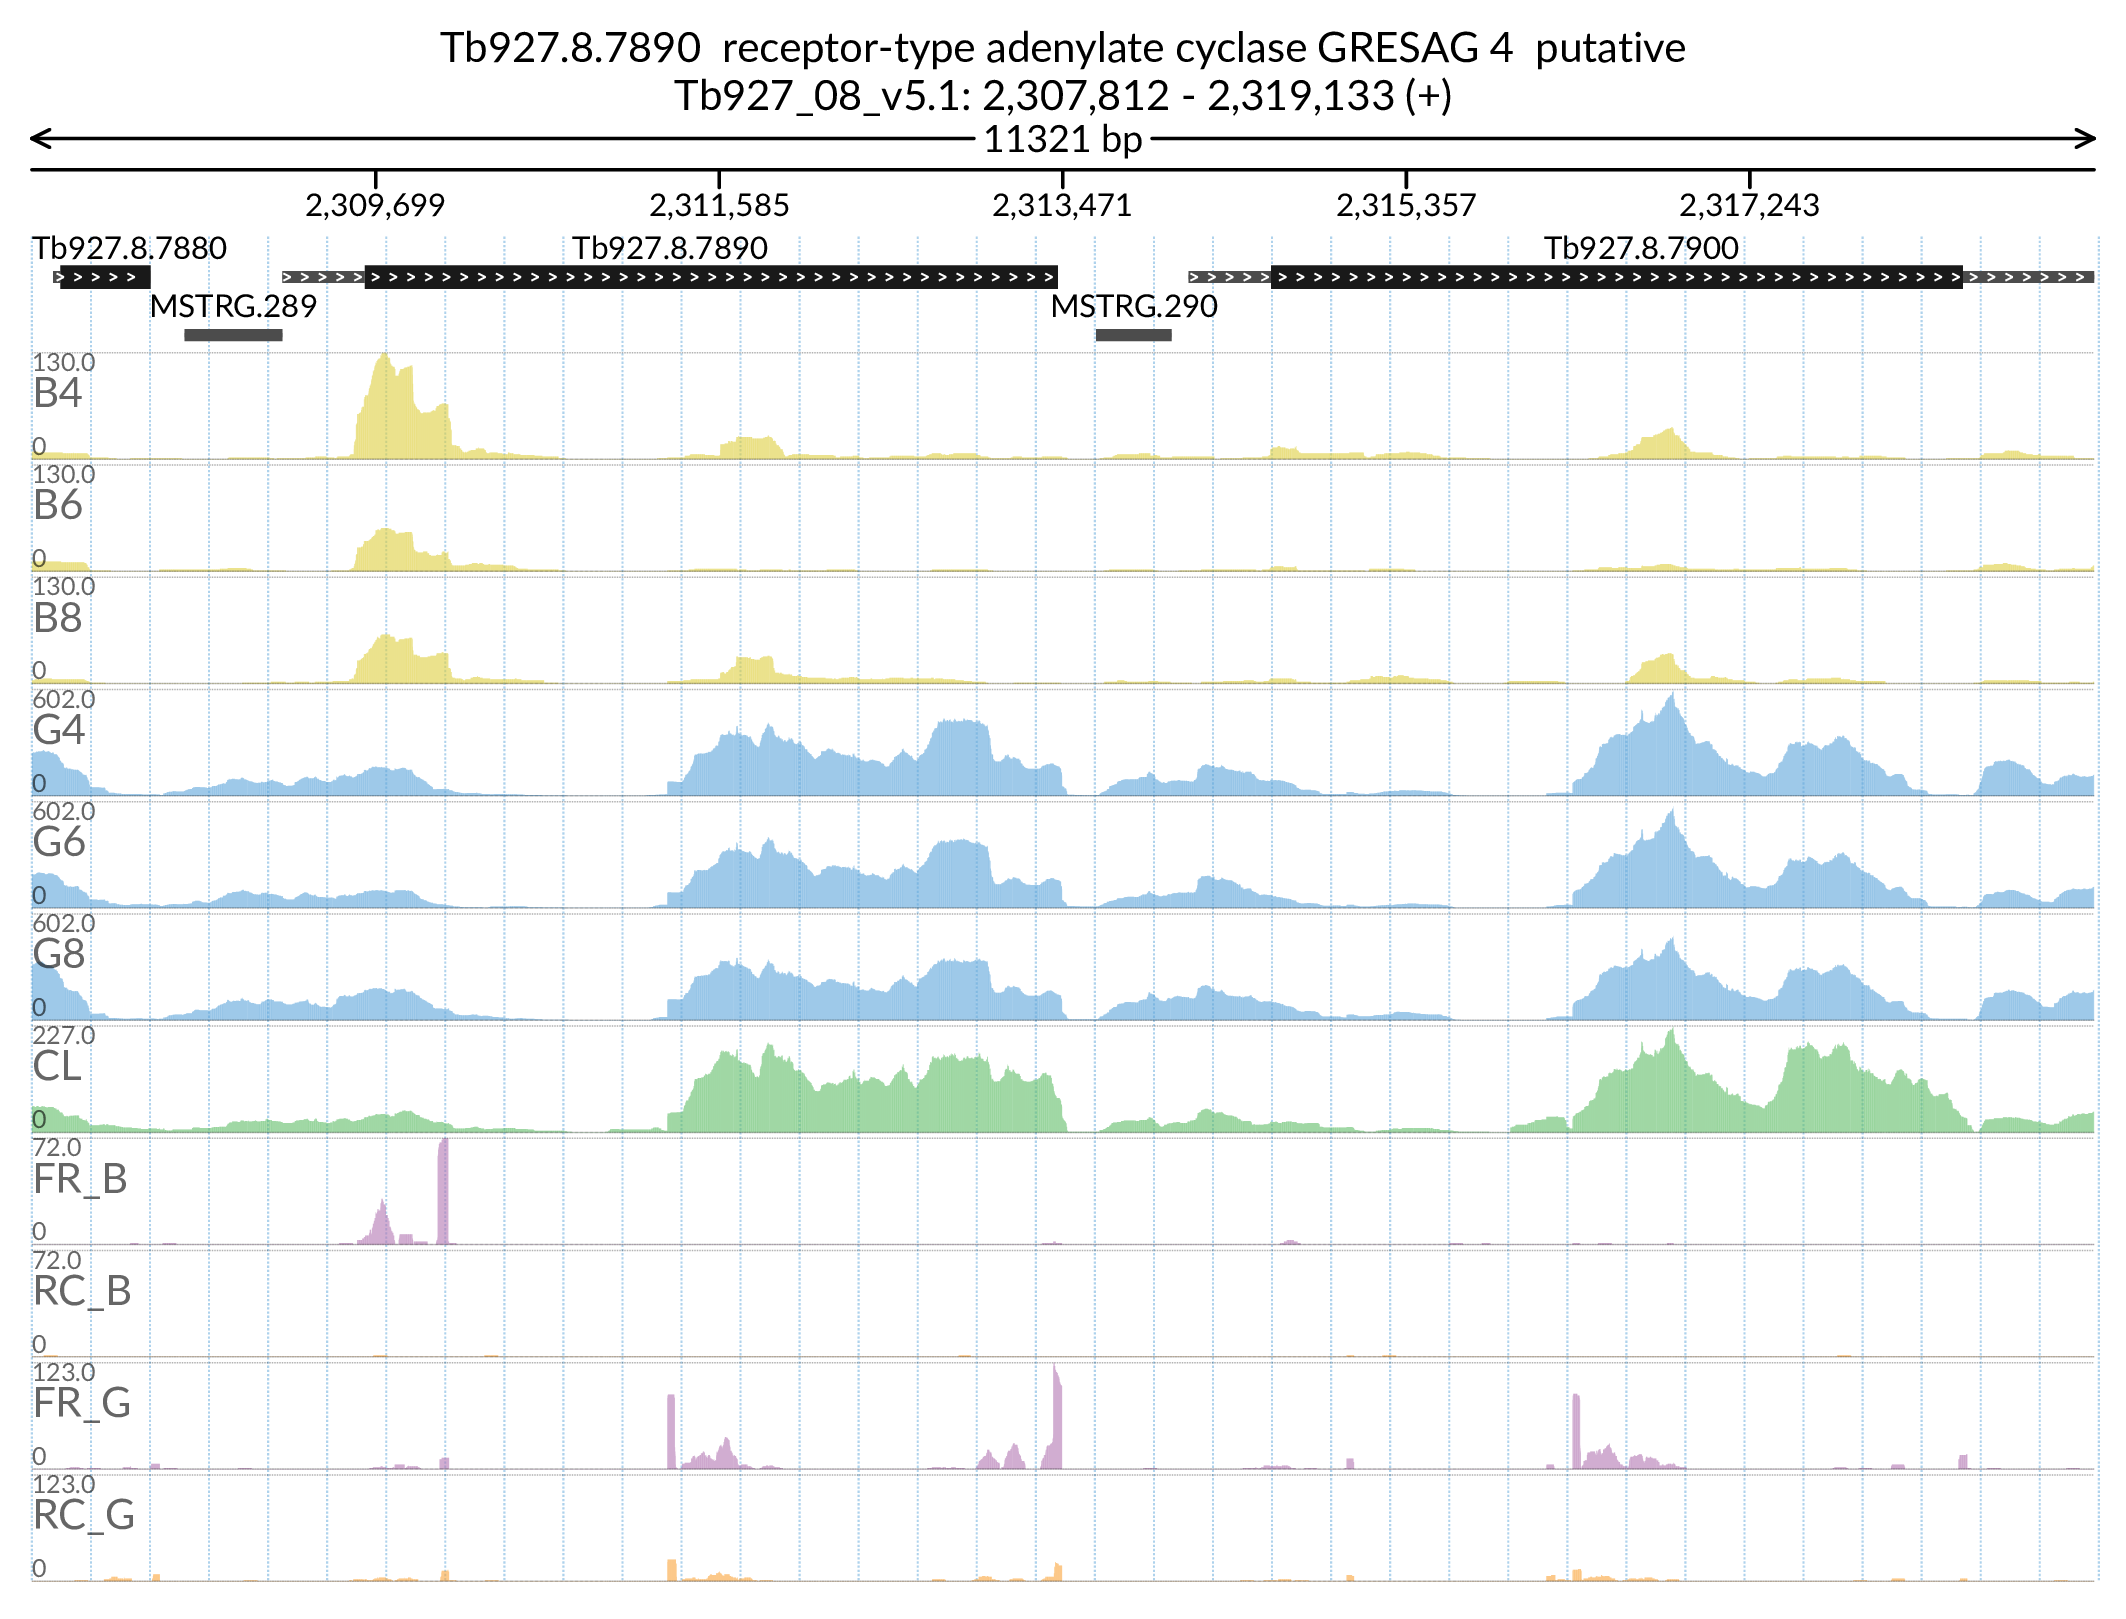 Tb927.8.7890  receptor-type adenylate cyclase GRESAG 4  putative
Tb927_08_v5.1: 2,307,812 - 2,319,133 (+)
11321 bp
2,309,699 2,311,585 2,313,471 2,315,357 2,317,243
Tb927.8.7880 Tb927.8.7890 Tb927.8.7900
MSTRG.289 MSTRG.290
130.0
B4
0
130.0
B6
0
130.0
B8
0
602.0
G4
0
602.0
G6
0
602.0
G8
0
227.0
CL
0
72.0
FR_B
0
72.0
RC_B
0
123.0
FR_G
0
123.0
RC_G
0